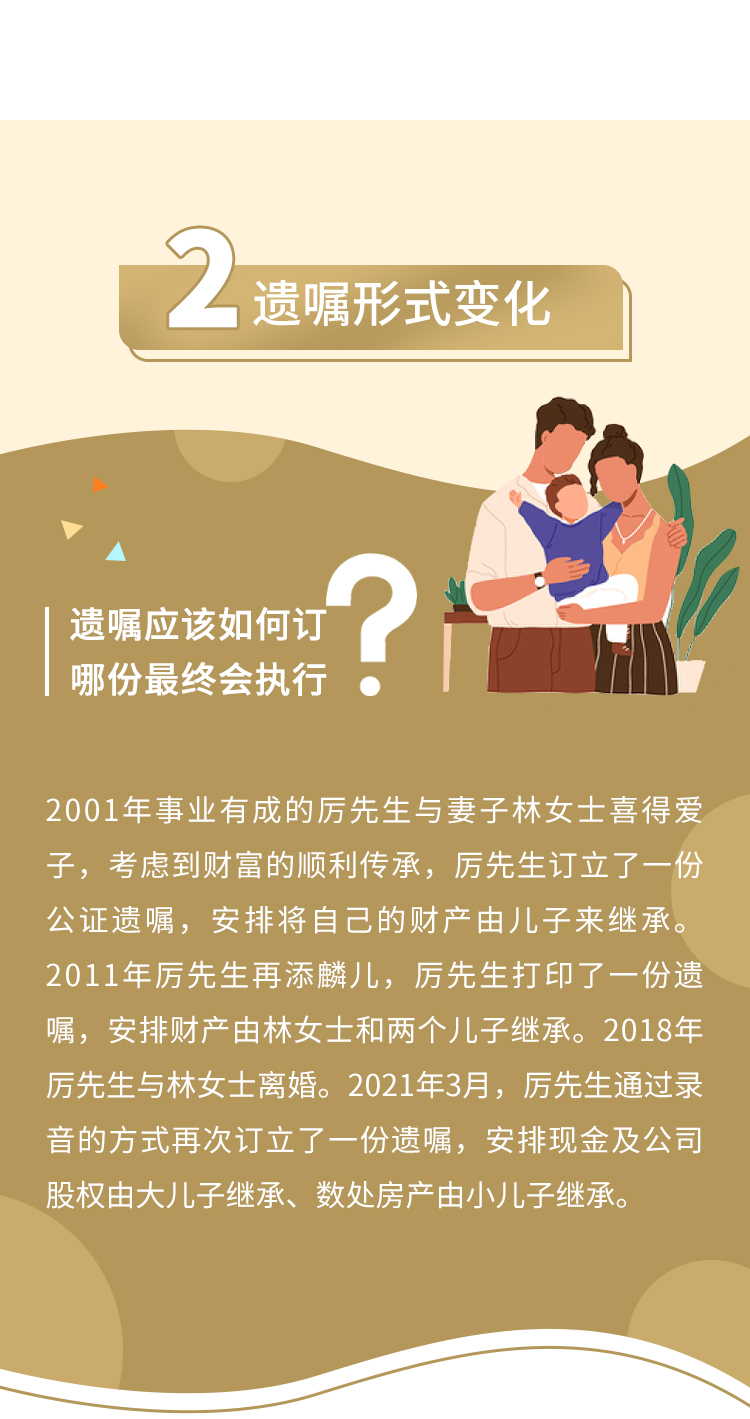 2 遗嘱形式变化
遗嘱应该如何订
哪份最终会执行
?
2001年事业有成的厉先生与妻子林女士喜得爱
子，考虑到财富的顺利传承，厉先生订立了一份
公证遗嘱，安排将自己的财产由儿子来继承。
2011年厉先生再添麟儿，厉先生打印了一份遗
嘱，安排财产由林女士和两个儿子继承。2018年
厉先生与林女士离婚。2021年3月，厉先生通过录
音的方式再次订立了一份遗嘱，安排现金及公司
股权由大儿子继承、数处房产由小儿子继承。